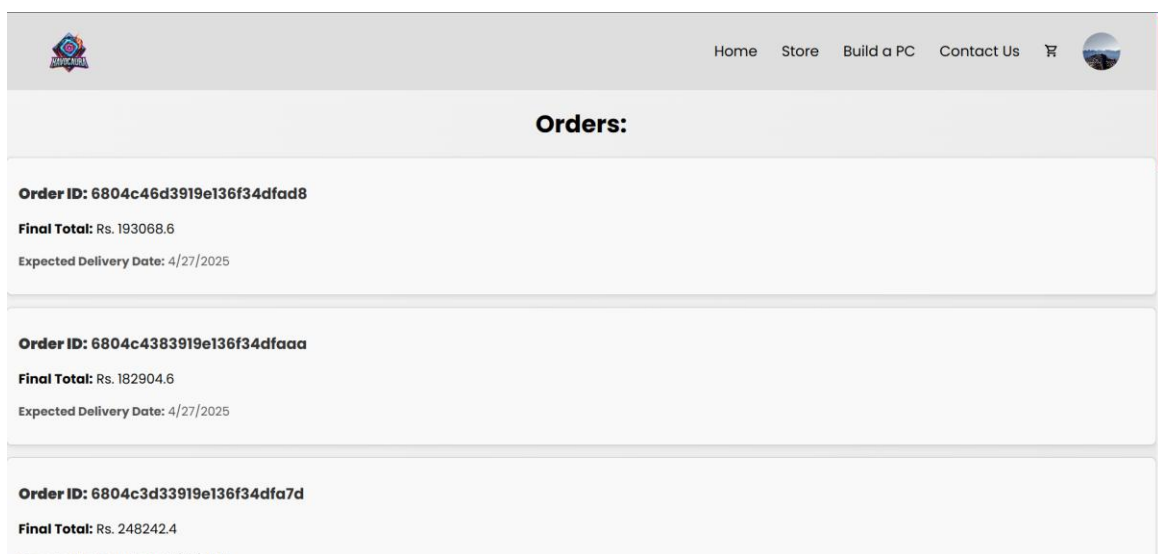 HAVOCAURA
Home Store Build a PC Contact Us
Orders:
Order ID: 6804c46d3919e136f34dfad8
Final Total: Rs. 193068.6
Expected Delivery Date: 4/27/2025
Order ID: 6804c4383919e136f34dfaaa
Final Total: Rs. 182904.6
Expected Delivery Date: 4/27/2025
Order ID: 6804c3d33919e136f34dfa7d
Final Total: Rs. 248242.4